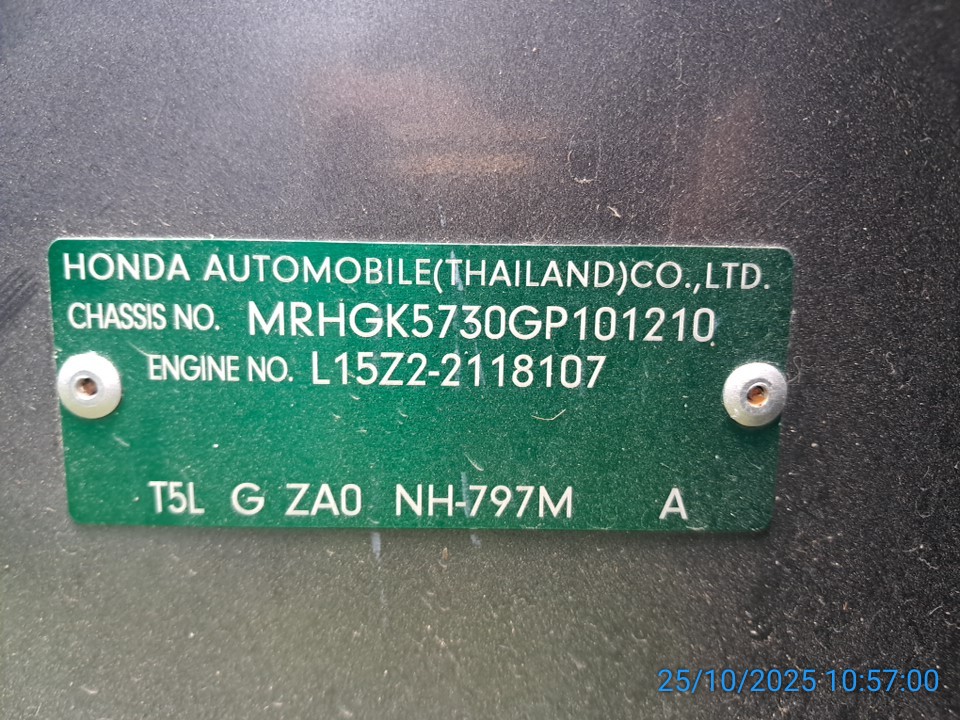 HONDA AUTOMOBILE(THAILAND)CO.,LTD.
CHASSIS NO. MRHGK5730GP101210
ENGINE NO. L15Z2-2118107
T5L G ZA0 NH-797M A
25/10/2025 10:57:00